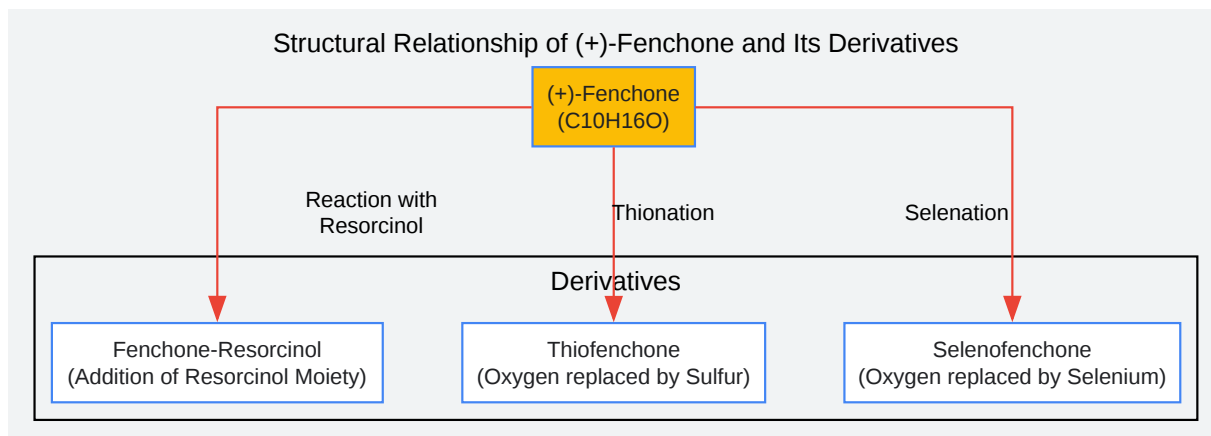 Structural Relationship of (+)-Fenchone and Its Derivatives
(+)-Fenchone
(C10H16O)
Reaction with
Resorcinol
Thionation
Selenation
Derivatives
Fenchone-Resorcinol
(Addition of Resorcinol Moiety)
Thiofenchone
(Oxygen replaced by Sulfur)
Selenofenchone
(Oxygen replaced by Selenium)